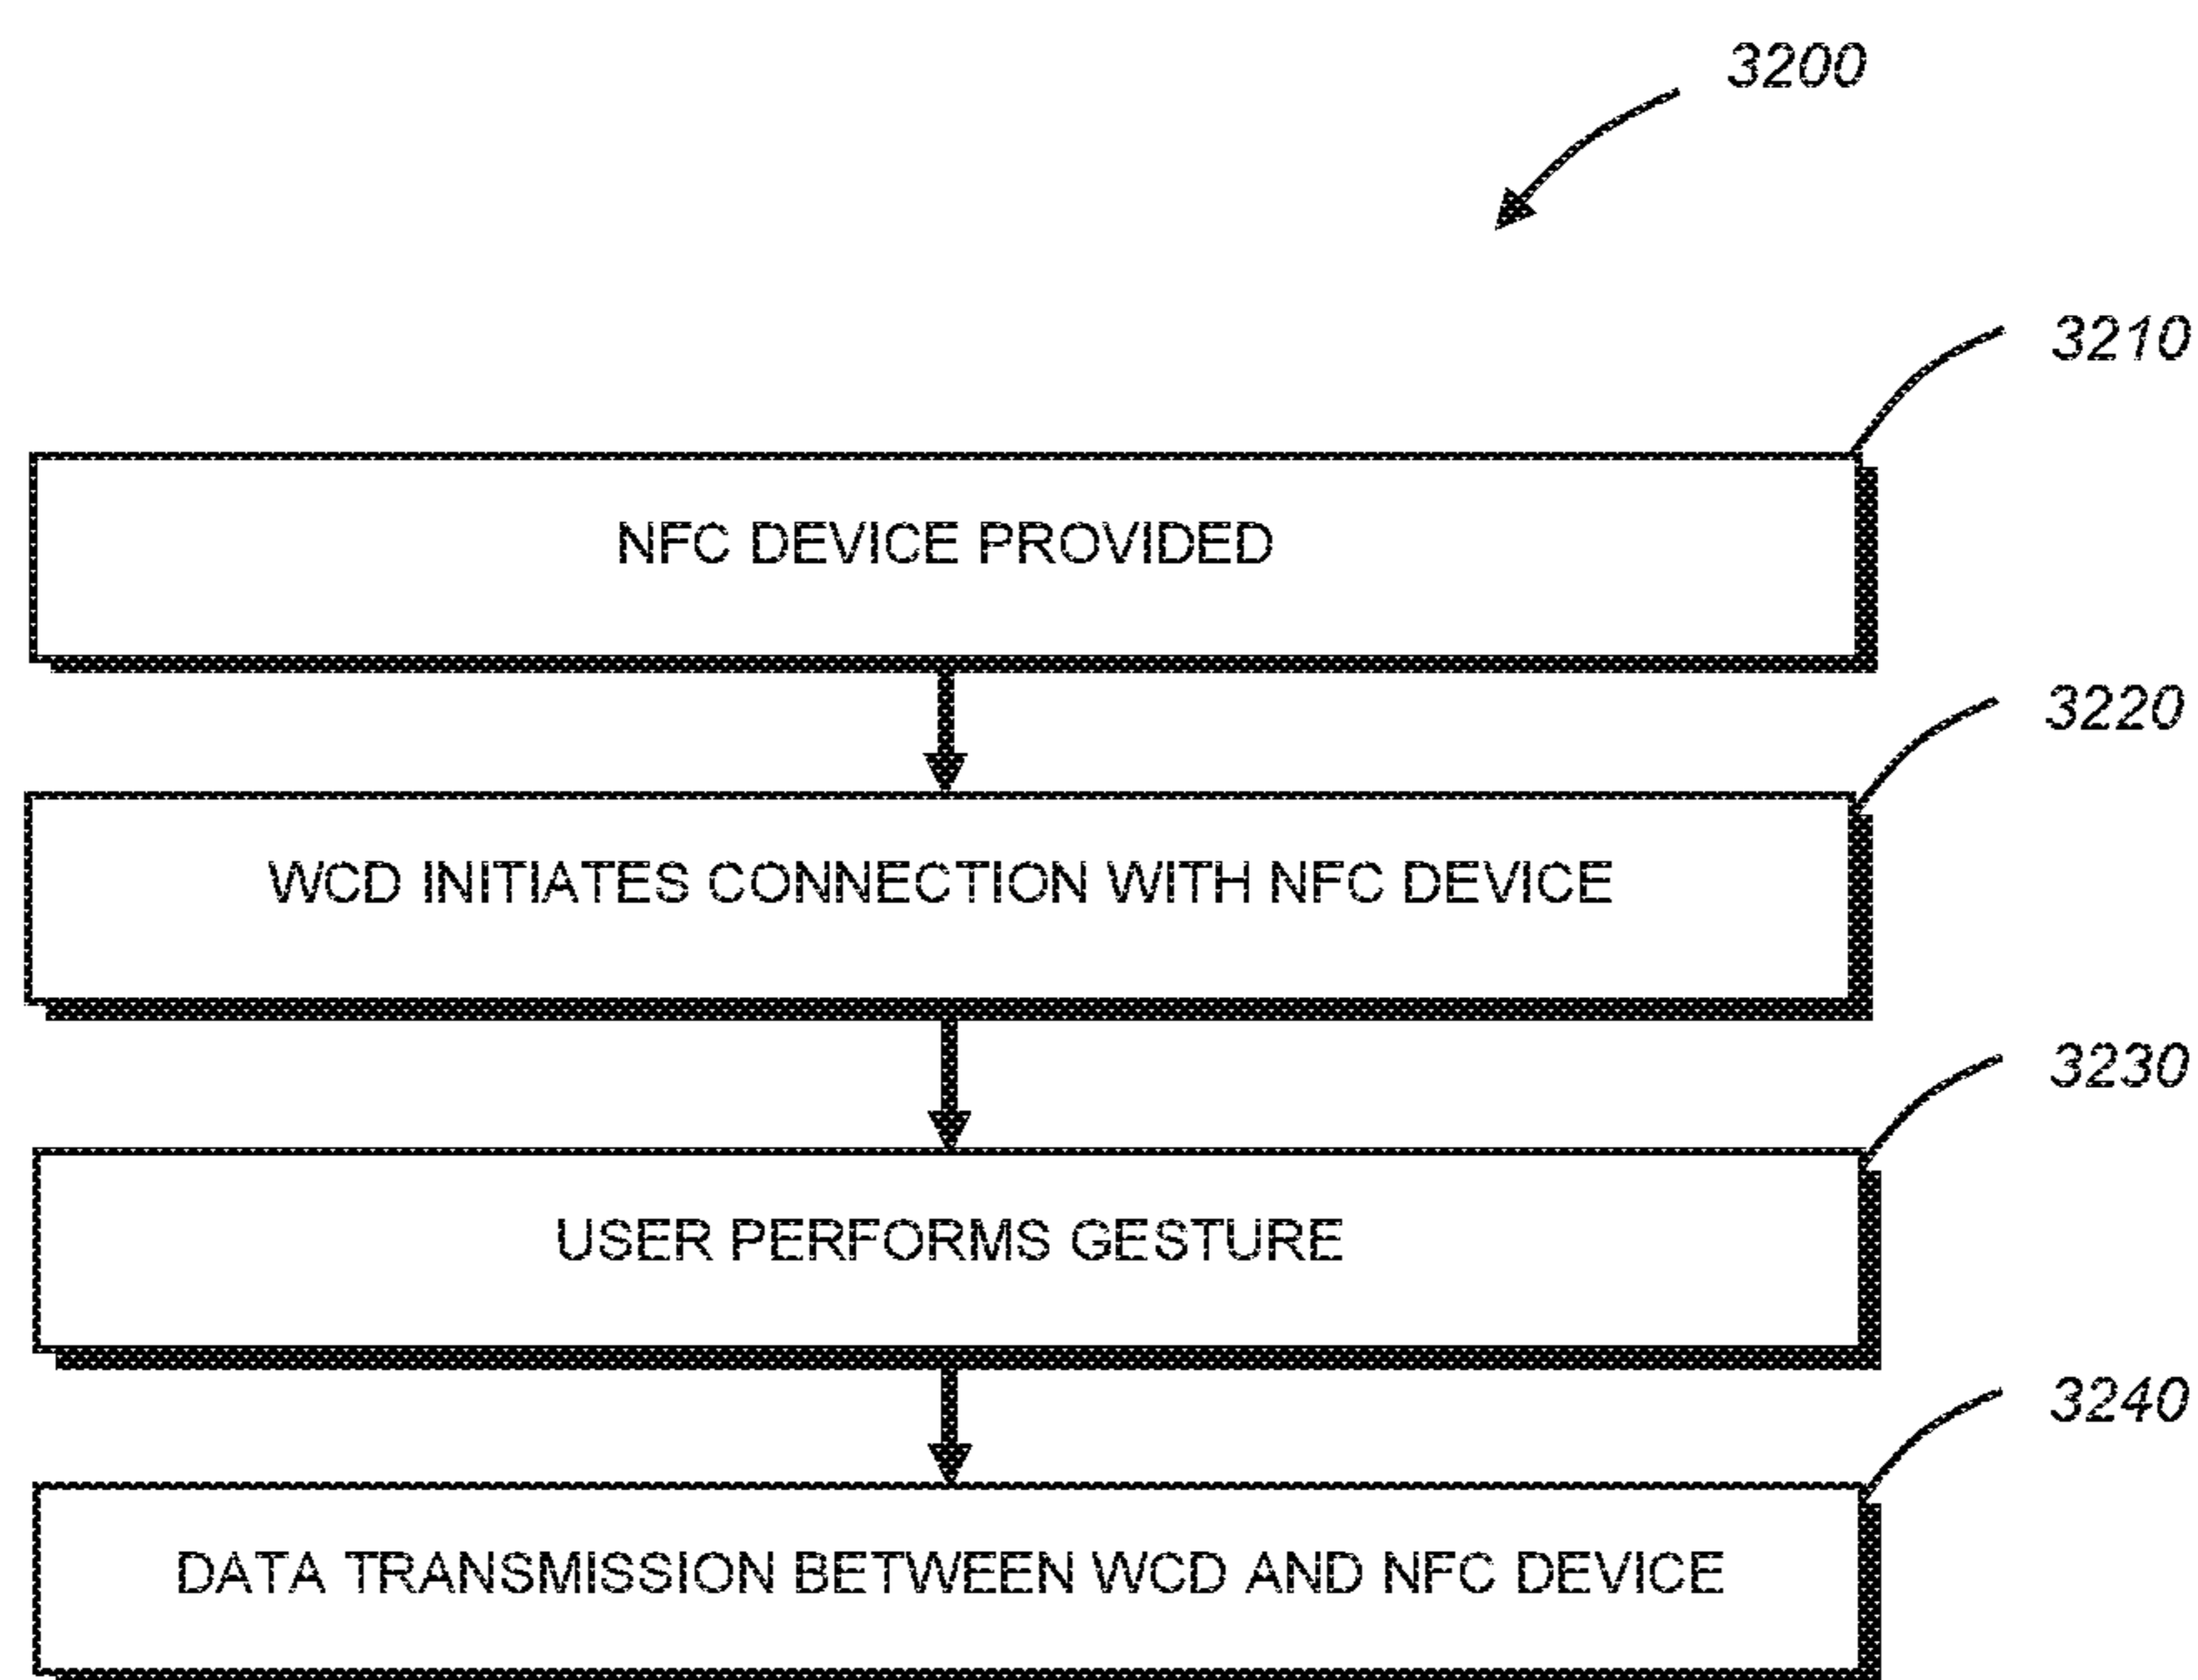 3200
3210
NFC DEVICE PROVIDED
3220
WCD INITIATES CONNECTION WITH NFC DEVICE
3230
USER PERFORMS GESTURE
3240
DATA TRANSMISSION BETWEEN WCD AND NFC DEVICE